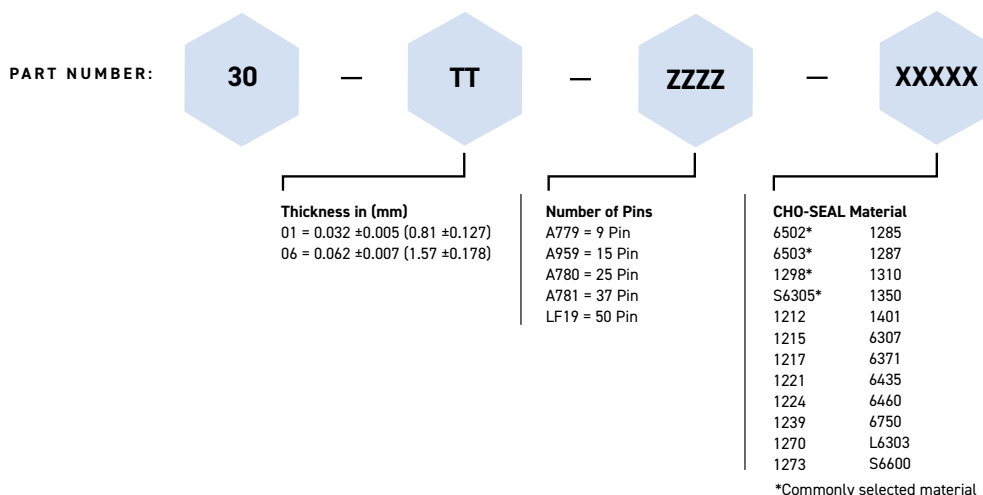 PART NUMBER: 30 — TT — ZZZZ — XXXXX
Thickness in (mm)
01 = 0.032 ±0.005 (0.81 ±0.127)
06 = 0.062 ±0.007 (1.57 ±0.178)
Number of Pins
A779 = 9 Pin
A959 = 15 Pin
A780 = 25 Pin
A781 = 37 Pin
LF19 = 50 Pin
CHO-SEAL Material
6502* 1285
6503* 1287
1298* 1310
S6305* 1350
1212 1401
1215 6307
1217 6371
1221 6435
1224 6460
1239 6750
1270 L6303
1273 S6600
*Commonly selected material